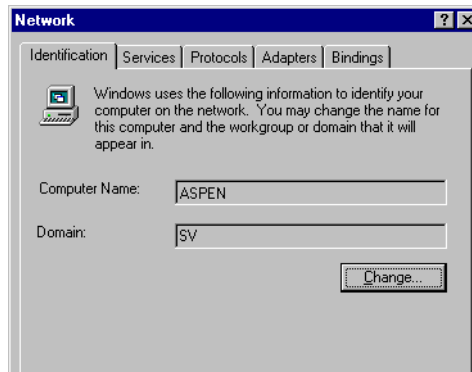 Network
Identification Services Protocols Adapters Bindings
Windows uses the following information to identify your
computer on the network. You may change the name for
this computer and the workgroup or domain that it will
appear in.
Computer Name: ASPEN
Domain: SV
Change...